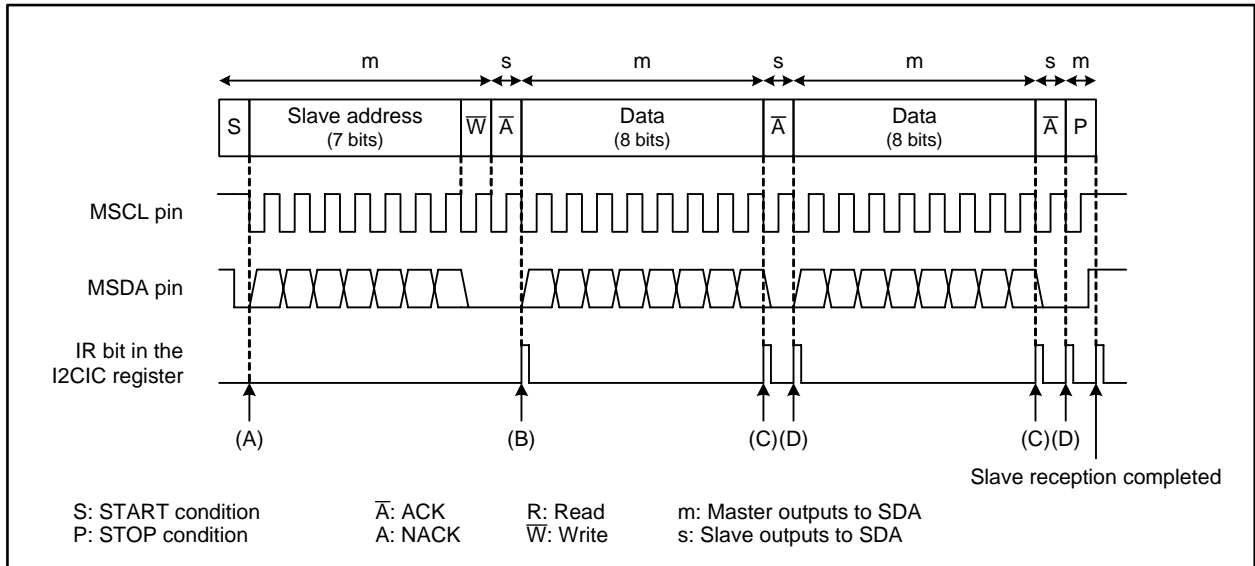 m s m s m s m
S Slave address (7 bits) W̅ A̅ Data (8 bits) A̅ Data (8 bits) A̅ P
MSCL pin
MSDA pin
IR bit in the
I2CIC register
(A) (B) (C) (D) (C) (D)
Slave reception completed
S: START condition A̅: ACK R: Read m: Master outputs to SDA
P: STOP condition A: NACK W̅: Write s: Slave outputs to SDA